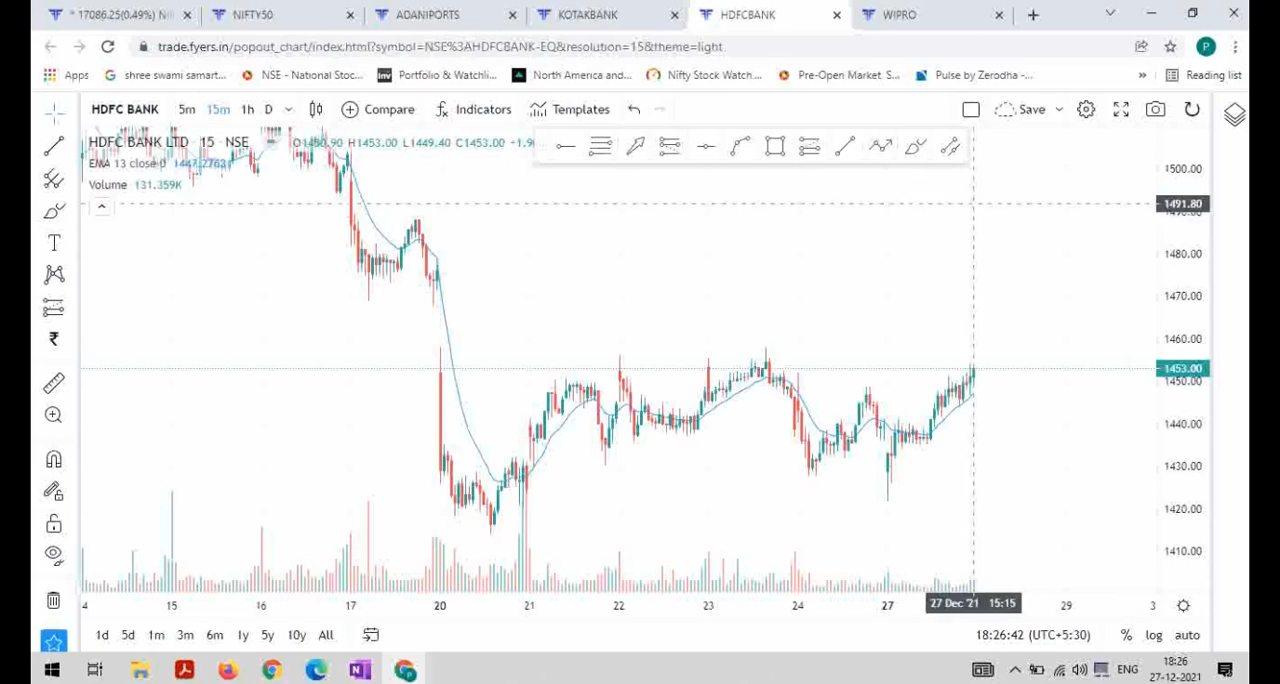 * 17086.25(0.49%) NI
NIFTY50
ADANIPORTS
KOTAKBANK
HDFCBANK
WIPRO
trade.fyers.in/popout_chart/index.html?symbol=NSE%3AHDFCBANK-EQ&resolution=15&theme=light
P
Apps
shree swami samart...
NSE - National Stoc...
inv Portfolio & Watchli...
North America and...
Nifty Stock Watch ...
Pre-Open Market, S...
Pulse by Zerodha -...
»
Reading list
HDFC BANK 5m 15m 1h D Compare Indicators Templates Save
HDFC BANK LTD 15 NSE O1450.90 H1453.00 L1449.40 C1453.00
EMA 13 close 0
Volume 131.359K
1500.00
1491.80
1480.00
1470.00
1460.00
1453.00
1450.00
1440.00
1430.00
1420.00
1410.00
4 15 16 17 20 21 22 23 24 27 27 Dec '21 15:15 29 3
1d 5d 1m 3m 6m 1y 5y 10y All 18:26:42 (UTC+5:30) % log auto
ENG
18:26
27-12-2021